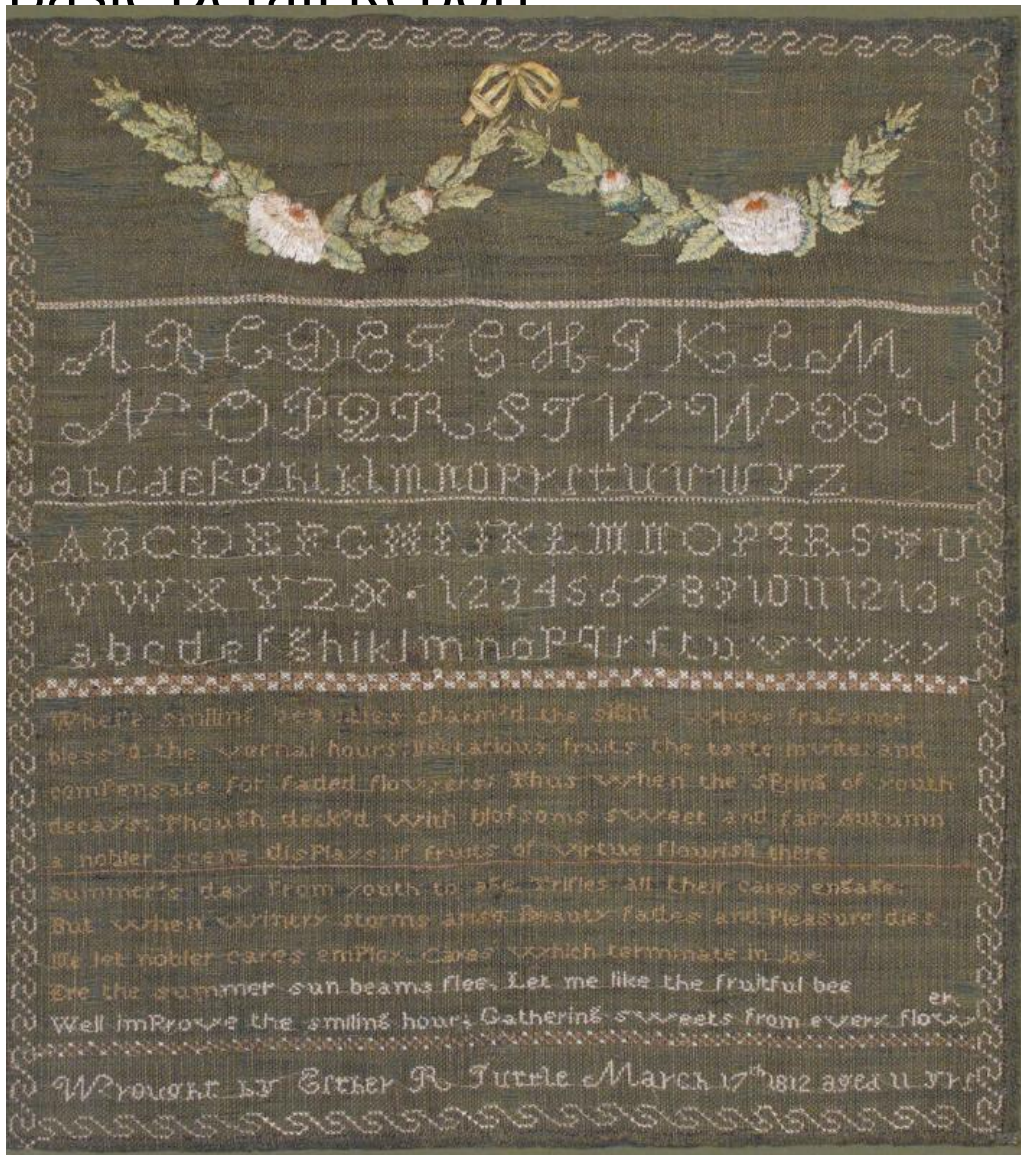 Basic Detail Report
A B C D E F G H I K L M
N O P Q R S T V W X Y
a b c d e f g h i k l m n o p r ſ t u v w y z
A B C D E F G H I J K L M N O P Q R S T U
V W X Y Z & · 1 2 3 4 5 6 7 8 9 10 11 12 13 ·
a b c d e f g h i k l m n o p q r ſ t u v w x y
Where smiling beauties charm'd the sight whose fragrance
bless'd the vernal hours: Nectarious fruits the taste invite: and
compensate for faded flowers: Thus when the spring of youth
decays: Though deck'd with bloſsoms sweet and fair Autumn
a nobler scene displays if fruits of virtue flourish there
Summer's day from youth to age Trifles all their cares engage:
But when wintry storms arise Beauty fades and Pleasure dies
let nobler cares employ. Cares which terminate in joy
Ere the summer sun beams flee. Let me like the fruitful bee
Well improve the smiling hour. Gathering sweets from every flower.
Wrought by Esther R Tuttle March 17th 1812 aged 11 yrs